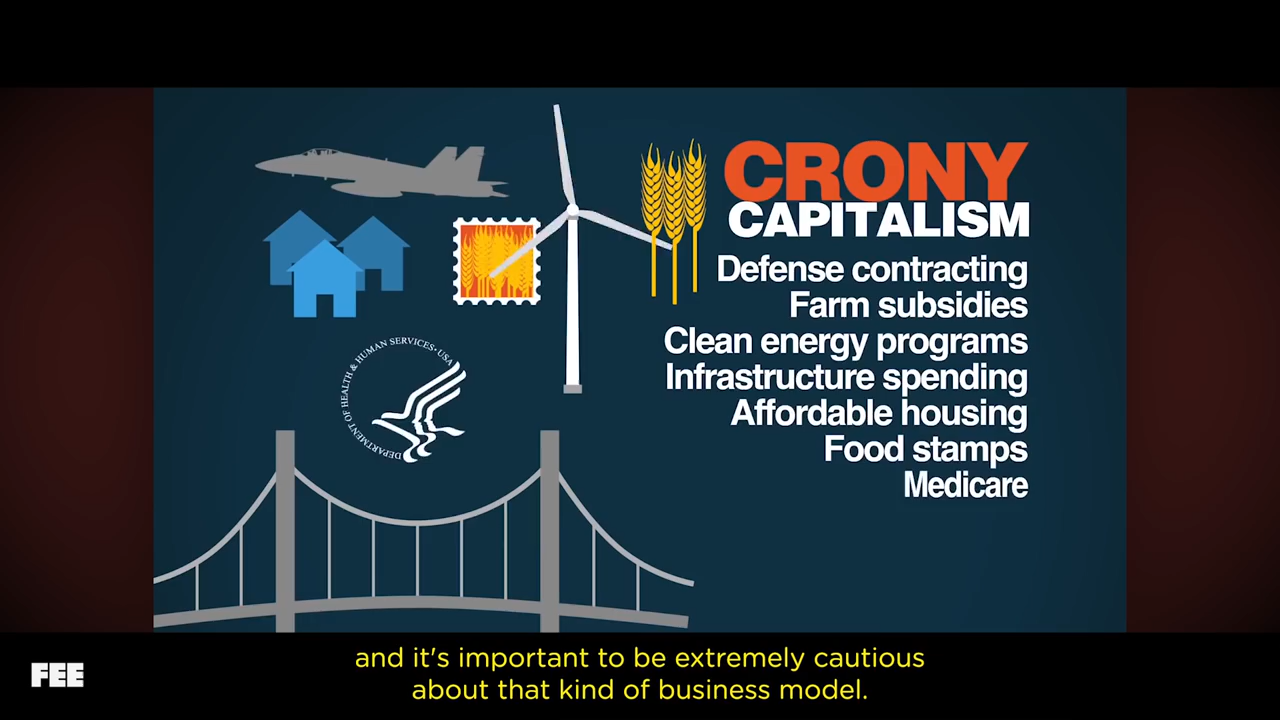 CRONY
CAPITALISM
Defense contracting
Farm subsidies
Clean energy programs
Infrastructure spending
Affordable housing
Food stamps
Medicare
DEPARTMENT OF HEALTH & HUMAN SERVICES • USA
and it's important to be extremely cautious
about that kind of business model.
FEE